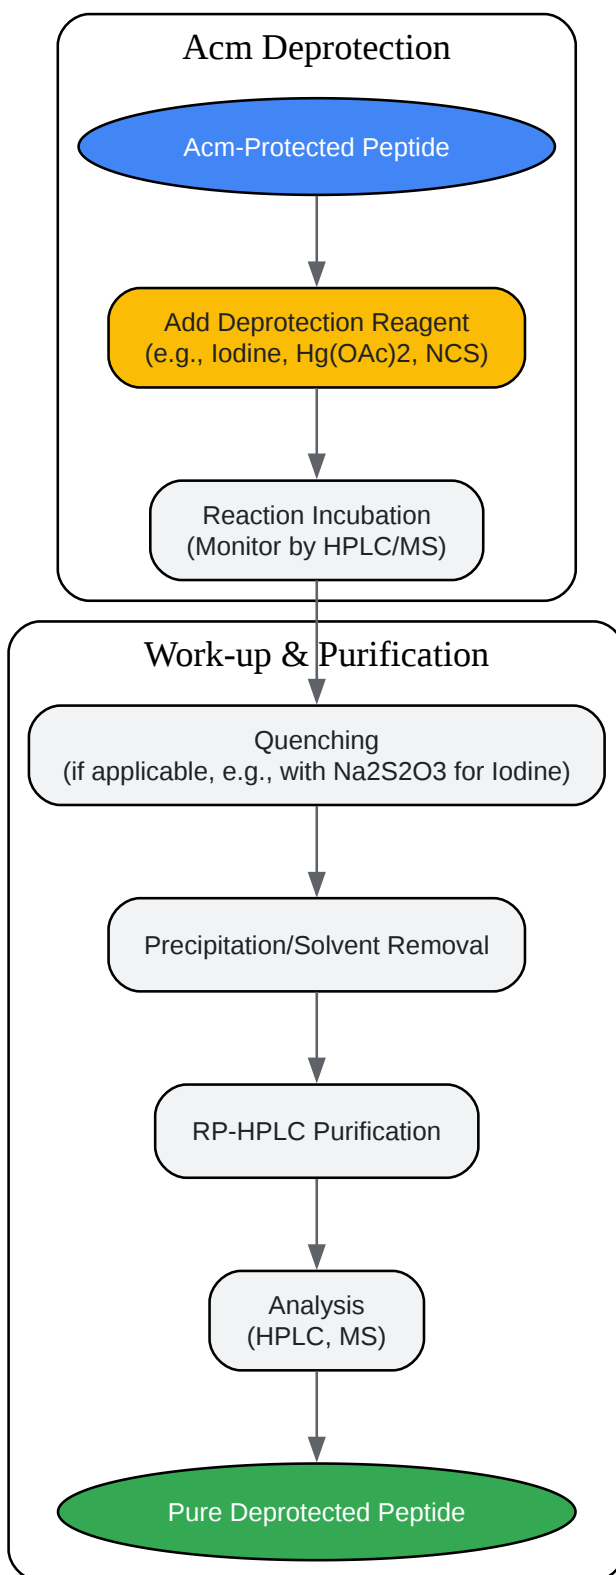 Acm Deprotection
Acm-Protected Peptide
Add Deprotection Reagent
(e.g., Iodine, Hg(OAc)2, NCS)
Reaction Incubation
(Monitor by HPLC/MS)
Work-up & Purification
Quenching
(if applicable, e.g., with Na2S2O3 for Iodine)
Precipitation/Solvent Removal
RP-HPLC Purification
Analysis
(HPLC, MS)
Pure Deprotected Peptide